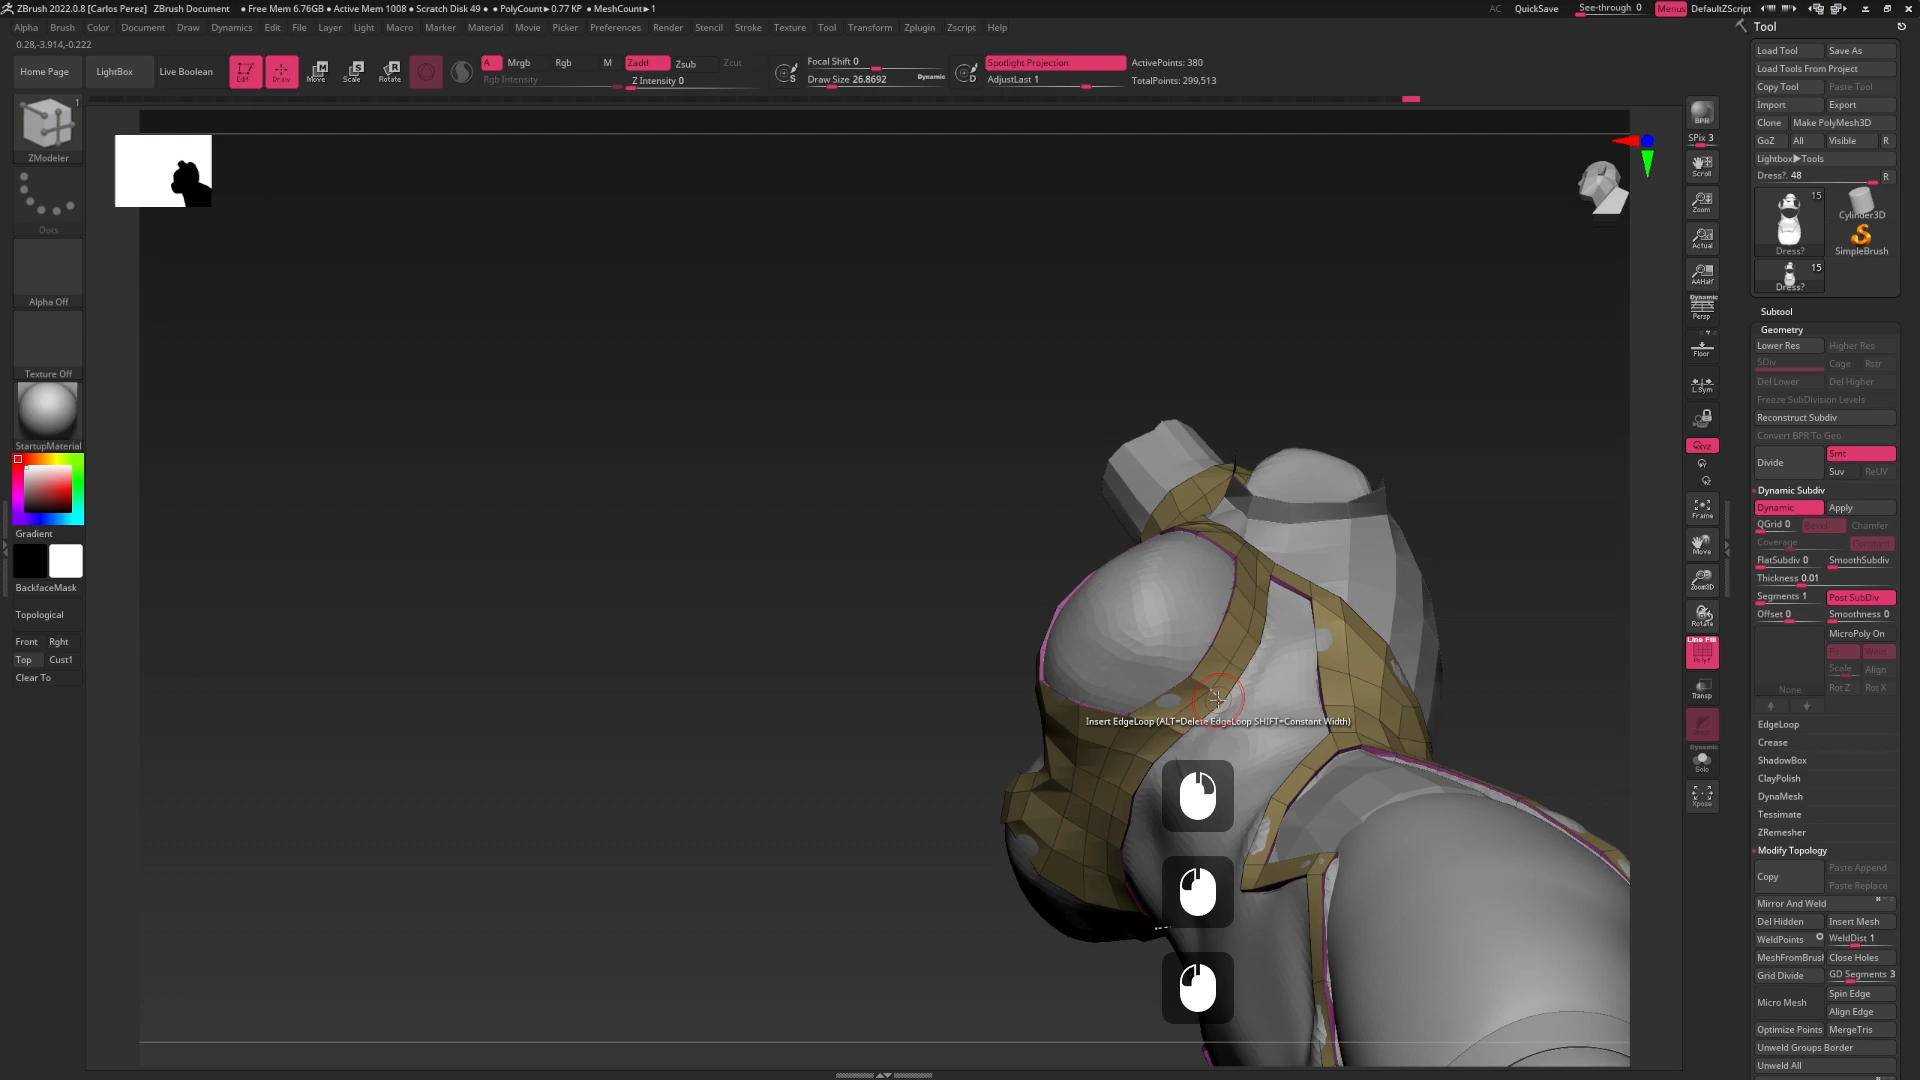 ZBrush 2022.0.8 [Carlos Perez] ZBrush Document ● Free Mem 6.76GB ● Active Mem 1008 ● Scratch Disk 49 ● ● PolyCount▸0.77 KP ● MeshCount▸1
AC QuickSave See-through 0 Menus DefaultZScript
Alpha Brush Color Document Draw Dynamics Edit File Layer Light Macro Marker Material Movie Picker Preferences Render Stencil Stroke Texture Tool Transform Zplugin Zscript Help
Tool
0.28,-3.914,-0.222
Home Page LightBox Live Boolean Edit Draw Move Scale Rotate
A Mrgb Rgb M Zadd Zsub Zcut
Rgb Intensity Z Intensity 0
Focal Shift 0
Draw Size 26.8692 Dynamic
Spotlight Projection ActivePoints: 380
AdjustLast 1 TotalPoints: 299,513
S
D
1
ZModeler
Dots
Alpha Off
Texture Off
StartupMaterial
Gradient
BackfaceMask
Topological
Front Rght
Top Cust1
Clear To
Insert EdgeLoop (ALT=Delete EdgeLoop SHIFT=Constant Width)
BPR
SPix 3
Scroll
Zoom
Actual
AAHalf
Dynamic
Persp
Floor
L.Sym
Frame
Move
Zoom3D
Rotate
Line Fill
PolyF
Transp
Dynamic
Solo
Xpose
Load Tool Save As
Load Tools From Project
Copy Tool Paste Tool
Import Export
Clone Make PolyMesh3D
GoZ All Visible R
Lightbox▸Tools
Dress?. 48 R
15
Cylinder3D
Dress? SimpleBrush
15
Dress?
Subtool
Geometry
Lower Res Higher Res
SDiv Cage Rstr
Del Lower Del Higher
Freeze SubDivision Levels
Reconstruct Subdiv
Convert BPR To Geo
Divide Smt
Suv ReUV
Dynamic Subdiv
Dynamic Apply
QGrid 0 Bevel Chamfer
Coverage Constant
FlatSubdiv 0 SmoothSubdiv
Thickness 0.01
Segments 1 Post SubDiv
Offset 0 Smoothness 0
MicroPoly On
Fs Weld
Scale Align
None Rot Z Rot X
EdgeLoop
Crease
ShadowBox
ClayPolish
DynaMesh
Tessimate
ZRemesher
Modify Topology
Copy Paste Append
Paste Replace
Mirror And Weld
Del Hidden Insert Mesh
WeldPoints WeldDist 1
MeshFromBrush Close Holes
Grid Divide GD Segments 3
Micro Mesh Spin Edge
Align Edge
Optimize Points MergeTris
Unweld Groups Border
Unweld All